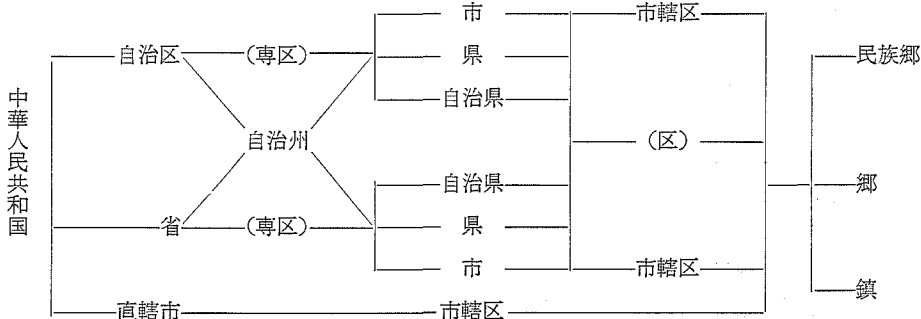 中華人民共和国
市
市轄区
自治区
(専区)
県
民族郷
自治県
自治州
(区)
自治県
郷
省
(専区)
県
市
市轄区
鎮
直轄市
市轄区